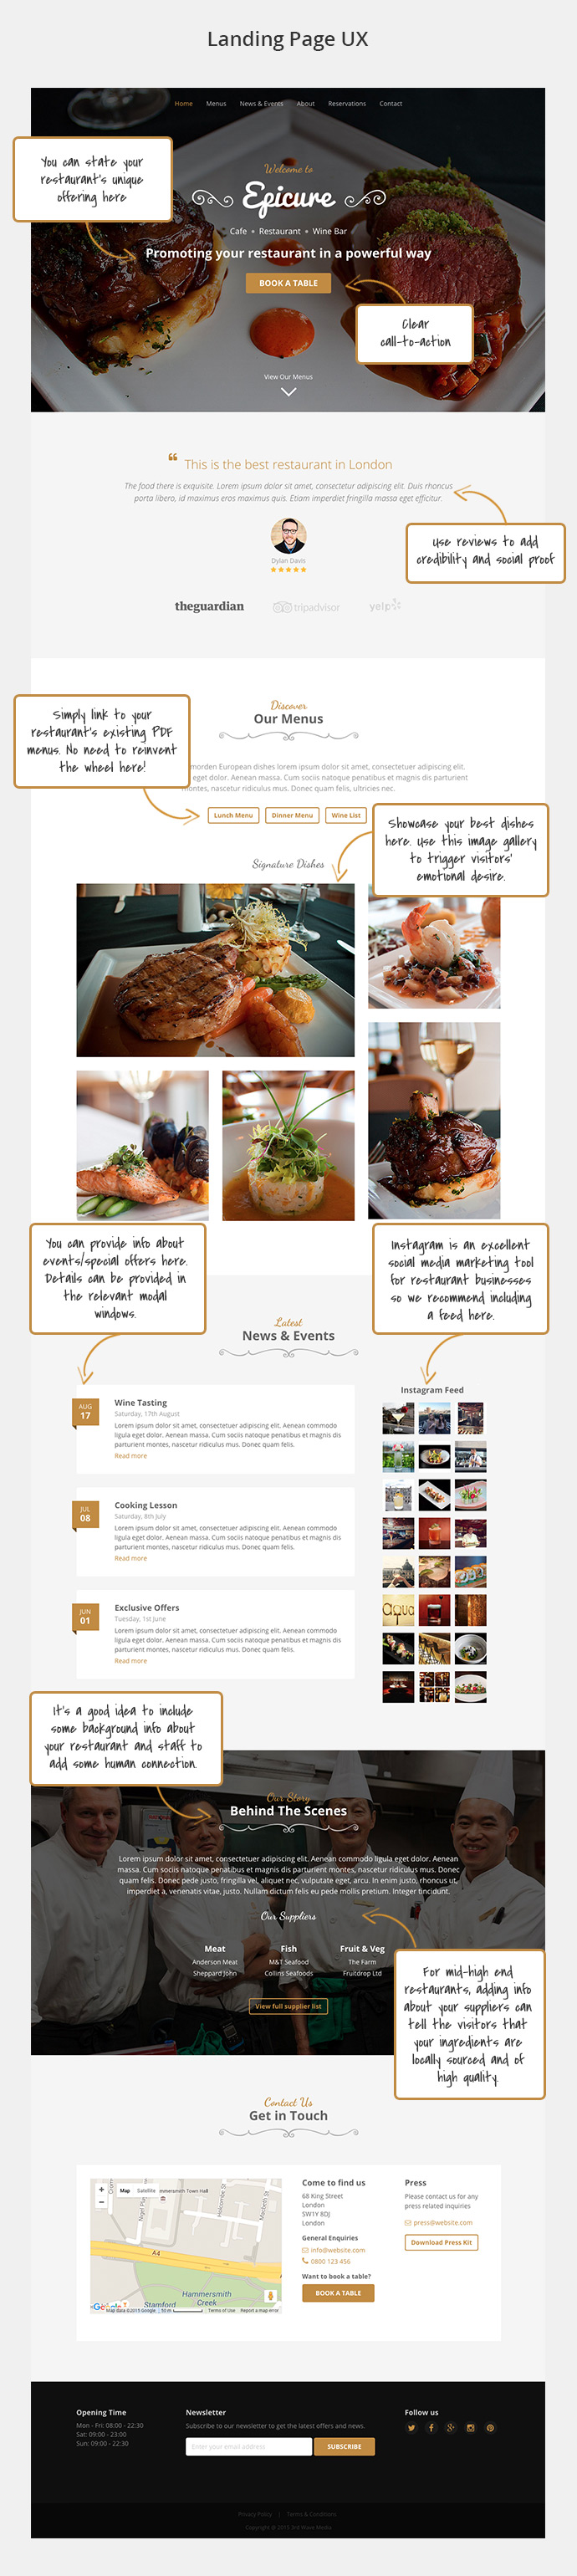 Landing Page UX
Home Menus News & Events About Reservations Contact
You can state your
restaurant's unique
offering here
Welcome to
Epicure
Cafe • Restaurant • Wine Bar
Promoting your restaurant in a powerful way
BOOK A TABLE
Clear
call-to-action
View Our Menus
❝ This is the best restaurant in London
The food there is exquisite. Lorem ipsum dolor sit amet, consectetuer adipiscing elit. Duis rhoncus
porta libero, id maximus eros maximus quis. Etiam imperdiet fringilla massa eget efficitur.
Use reviews to add
credibility and social proof
Dylan Davis
theguardian tripadvisor yelp
Discover
Our Menus
Simply link to your
restaurant's existing PDF
menus. No need to reinvent
the wheel here!
morden European dishes lorem ipsum dolor sit amet, consectetuer adipiscing elit.
eget dolor. Aenean massa. Cum sociis natoque penatibus et magnis dis parturient
montes, nascetur ridiculus mus. Donec quam felis, ultricies nec.
Lunch Menu Dinner Menu Wine List
Showcase your best dishes
here. Use this image gallery
to trigger visitors'
emotional desire.
Signature Dishes
You can provide info about
events/special offers here.
Details can be provided in
the relevant modal
windows.
Instagram is an excellent
social media marketing tool
for restaurant businesses
so we recommend including
a feed here.
Latest
News & Events
AUG
17
Wine Tasting
Saturday, 17th August
Lorem ipsum dolor sit amet, consectetuer adipiscing elit. Aenean commodo
ligula eget dolor. Aenean massa. Cum sociis natoque penatibus et magnis dis
parturient montes, nascetur ridiculus mus. Donec quam felis.
Read more
JUL
08
Cooking Lesson
Saturday, 8th July
Lorem ipsum dolor sit amet, consectetuer adipiscing elit. Aenean commodo
ligula eget dolor. Aenean massa. Cum sociis natoque penatibus et magnis dis
parturient montes, nascetur ridiculus mus. Donec quam felis.
Read more
JUN
01
Exclusive Offers
Tuesday, 1st June
Lorem ipsum dolor sit amet, consectetuer adipiscing elit. Aenean commodo
ligula eget dolor. Aenean massa. Cum sociis natoque penatibus et magnis dis
parturient montes, nascetur ridiculus mus. Donec quam felis.
Read more
Instagram Feed
aqua
It's a good idea to include
some background info about
your restaurant and staff to
add some human connection.
Our Story
Behind The Scenes
Lorem ipsum dolor sit amet, consectetuer adipiscing elit. Aenean commodo ligula eget dolor. Aenean
massa. Cum sociis natoque penatibus et magnis dis parturient montes, nascetur ridiculus mus. Donec
quam felis. Donec pede justo, fringilla vel, aliquet nec, vulputate eget, arcu. In enim justo, rhoncus ut,
imperdiet a, venenatis vitae, justo. Nullam dictum felis eu pede mollis pretium. Integer tincidunt.
Our Suppliers
Meat Fish Fruit & Veg
Anderson Meat M&T Seafood The Farm
Sheppard John Collins Seafoods Fruitdrop Ltd
View full supplier list
For mid-high end
restaurants, adding info
about your suppliers can
tell the visitors that
your ingredients are
locally sourced and of
high quality.
Contact Us
Get in Touch
Map Satellite
mmersmith Town Hall
Nigel Pla
Holcombe St
Macbeth St
A4
Hammersmith
Creek
Stamford
Google
Map data ©2015 Google 50 m Terms of Use Report a map error
Come to find us
68 King Street
London
SW1Y 8DJ
London
General Enquiries
info@website.com
0800 123 456
Want to book a table?
BOOK A TABLE
Press
Please contact us for any
press related inquiries
press@website.com
Download Press Kit
Opening Time
Mon - Fri: 08:00 - 22:30
Sat: 09:00 - 23:00
Sun: 09:00 - 22:30
Newsletter
Subscribe to our newsletter to get the latest offers and news.
Enter your email address SUBSCRIBE
Follow us
Privacy Policy | Terms & Conditions
Copyright @ 2015 3rd Wave Media